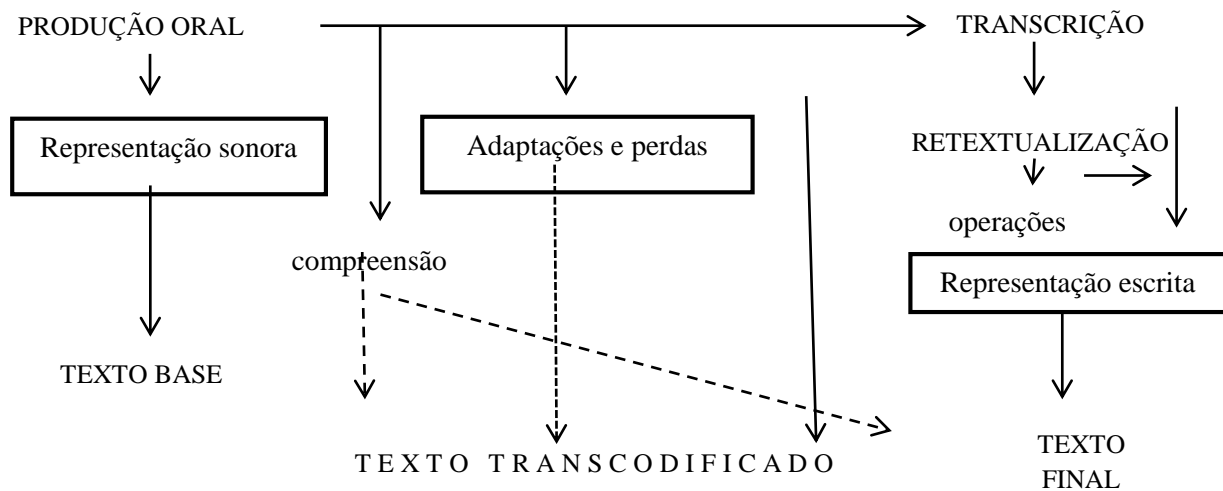 PRODUÇÃO ORAL
TRANSCRIÇÃO
Representação sonora
Adaptações e perdas
RETEXTUALIZAÇÃO
operações
compreensão
Representação escrita
TEXTO BASE
TEXTO TRANSCODIFICADO
TEXTO
FINAL